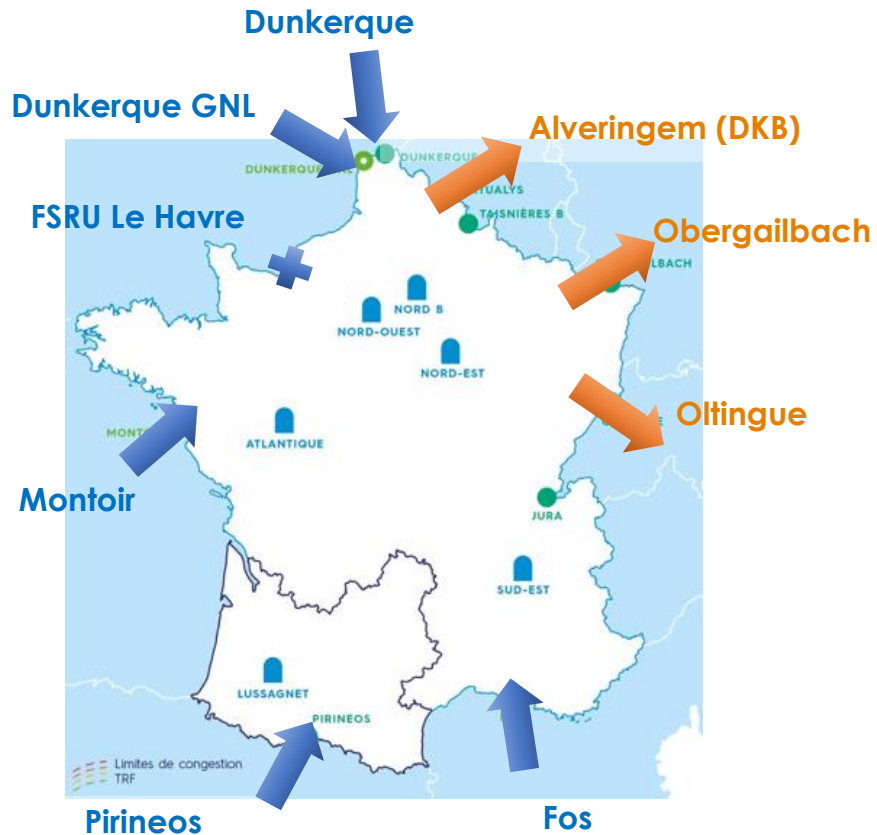 Dunkerque
Dunkerque GNL
Alveringem (DKB)
DUNKERQUE
DUNKERQUE
TAISNIÈRES B
FSRU Le Havre
Obergailbach
NORD B
NORD-OUEST
NORD-EST
Oltingue
ATLANTIQUE
Montoir
JURA
SUD-EST
LUSSAGNET
PIRINEOS
Limites de congestion
TRF
Pirineos
Fos